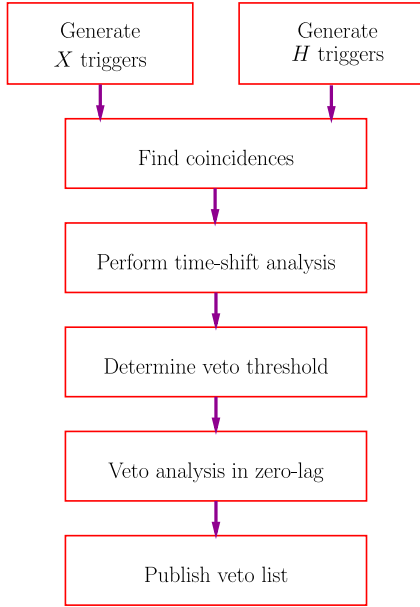 Generate
X triggers
Generate
H triggers
Find coincidences
Perform time-shift analysis
Determine veto threshold
Veto analysis in zero-lag
Publish veto list